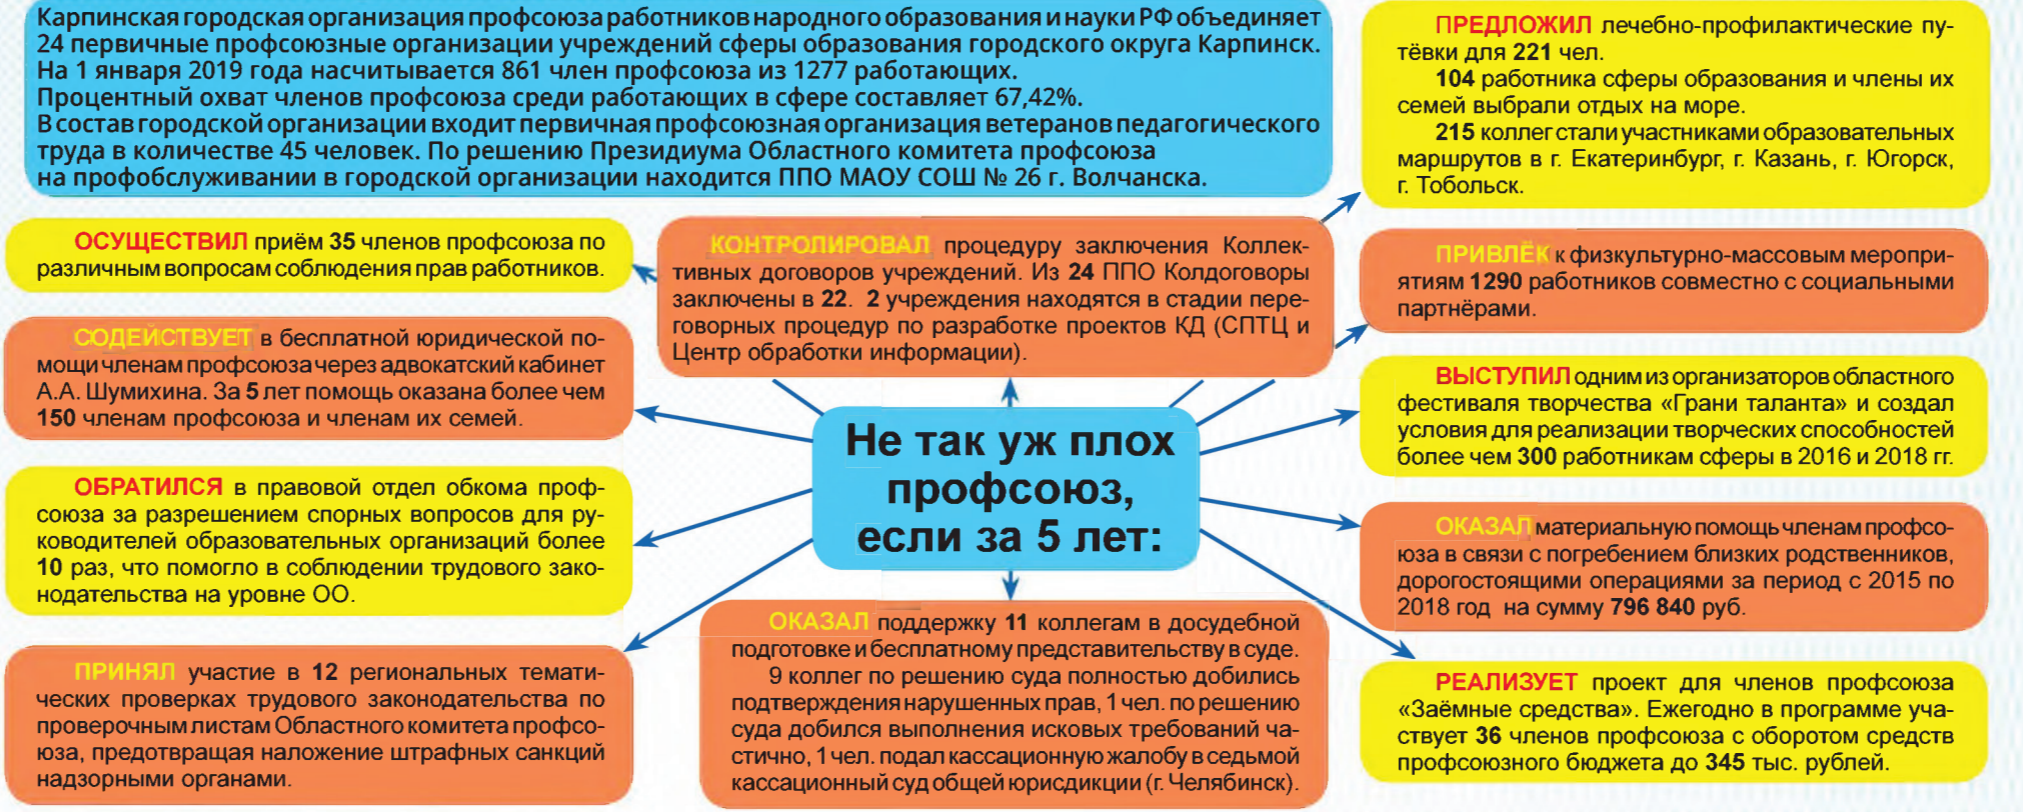 Карпинская городская организация профсоюза работников народного образования и науки РФ объединяет
24 первичные профсоюзные организации учреждений сферы образования городского округа Карпинск.
На 1 января 2019 года насчитывается 861 член профсоюза из 1277 работающих.
Процентный охват членов профсоюза среди работающих в сфере составляет 67,42%.
В состав городской организации входит первичная профсоюзная организация ветеранов педагогического
труда в количестве 45 человек. По решению Президиума Областного комитета профсоюза
на профобслуживании в городской организации находится ППО МАОУ СОШ № 26 г. Волчанска.
ОСУЩЕСТВИЛ приём 35 членов профсоюза по
различным вопросам соблюдения прав работников.
СОДЕЙСТВУЕТ в бесплатной юридической по-
мощи членам профсоюза через адвокатский кабинет
А.А. Шумихина. За 5 лет помощь оказана более чем
150 членам профсоюза и членам их семей.
ОБРАТИЛСЯ в правовой отдел обкома проф-
союза за разрешением спорных вопросов для ру-
ководителей образовательных организаций более
10 раз, что помогло в соблюдении трудового зако-
нодательства на уровне ОО.
ПРИНЯЛ участие в 12 региональных темати-
ческих проверках трудового законодательства по
проверочным листам Областного комитета профсо-
юза, предотвращая наложение штрафных санкций
надзорными органами.
КОНТРОЛИРОВАЛ процедуру заключения Коллек-
тивных договоров учреждений. Из 24 ППО Колдоговоры
заключены в 22. 2 учреждения находятся в стадии пере-
говорных процедур по разработке проектов КД (СПТЦ и
Центр обработки информации).
Не так уж плох
профсоюз,
если за 5 лет:
ОКАЗАЛ поддержку 11 коллегам в досудебной
подготовке и бесплатному представительству в суде.
9 коллег по решению суда полностью добились
подтверждения нарушенных прав, 1 чел. по решению
суда добился выполнения исковых требований ча-
стично, 1 чел. подал кассационную жалобу в седьмой
кассационный суд общей юрисдикции (г. Челябинск).
ПРЕДЛОЖИЛ лечебно-профилактические пу-
тёвки для 221 чел.
104 работника сферы образования и члены их
семей выбрали отдых на море.
215 коллег стали участниками образовательных
маршрутов в г. Екатеринбург, г. Казань, г. Югорск,
г. Тобольск.
ПРИВЛЁК к физкультурно-массовым меропри-
ятиям 1290 работников совместно с социальными
партнёрами.
ВЫСТУПИЛ одним из организаторов областного
фестиваля творчества «Грани таланта» и создал
условия для реализации творческих способностей
более чем 300 работникам сферы в 2016 и 2018 гг.
ОКАЗАЛ материальную помощь членам профсо-
юза в связи с погребением близких родственников,
дорогостоящими операциями за период с 2015 по
2018 год на сумму 796 840 руб.
РЕАЛИЗУЕТ проект для членов профсоюза
«Заёмные средства». Ежегодно в программе уча-
ствует 36 членов профсоюза с оборотом средств
профсоюзного бюджета до 345 тыс. рублей.